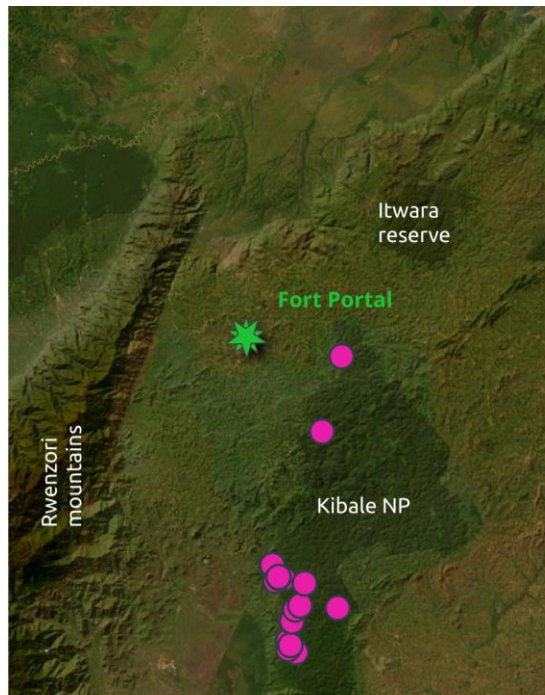 Itwara
reserve
Fort Portal
Rwenzori
mountains
Kibale NP